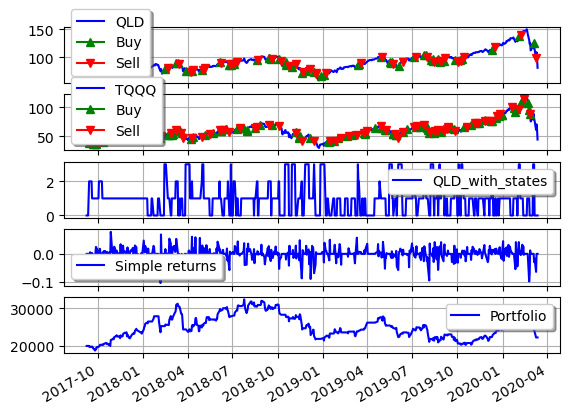 QLD
Buy
Sell
150
100
TQQQ
Buy
Sell
100
50
QLD_with_states
2
0
Simple returns
0.0
−0.1
Portfolio
30000
20000
2017-10 2018-01 2018-04 2018-07 2018-10 2019-01 2019-04 2019-07 2019-10 2020-01 2020-04